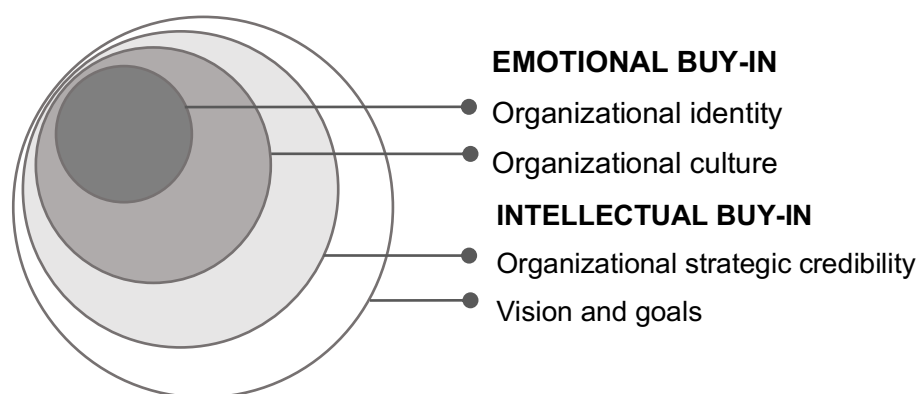 EMOTIONAL BUY-IN
Organizational identity
Organizational culture
INTELLECTUAL BUY-IN
Organizational strategic credibility
Vision and goals